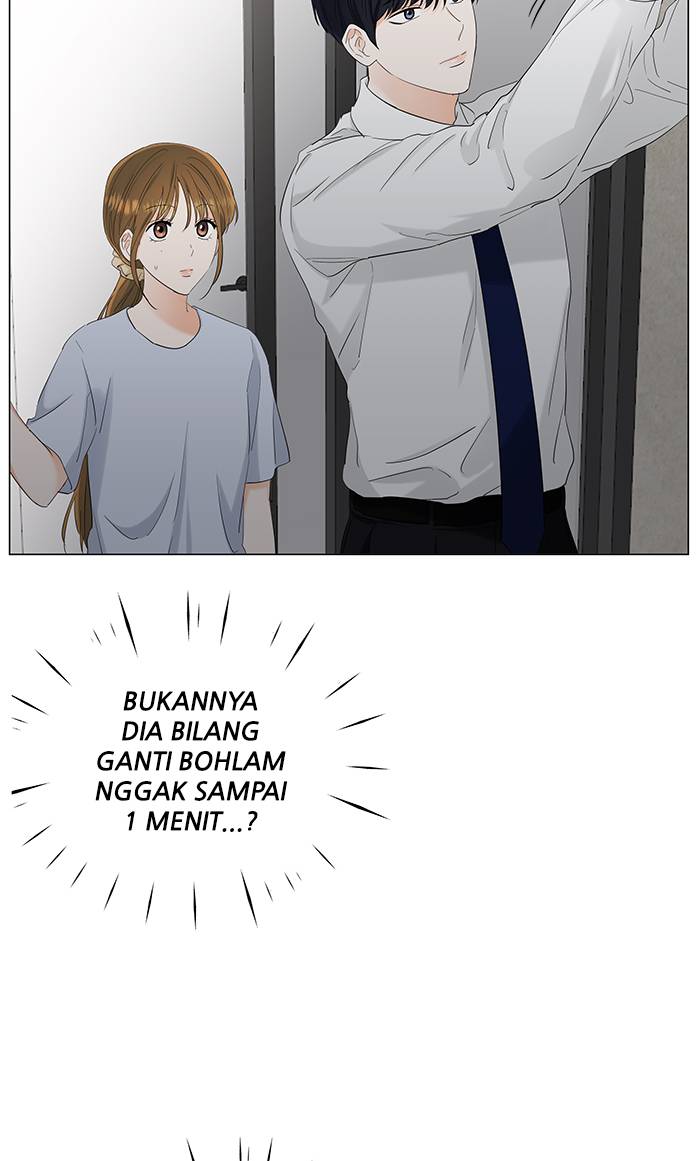 BUKANNYA
DIA BILANG
GANTI BOHLAM
NGGAK SAMPAI
1 MENIT...?